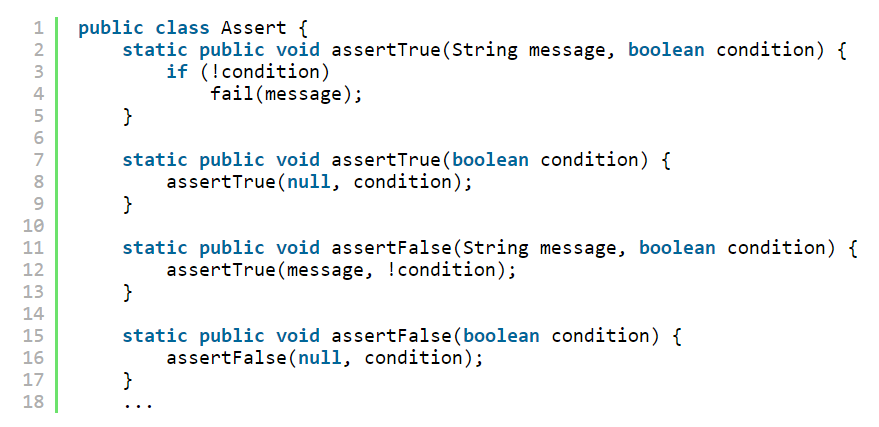 1 public class Assert {
2     static public void assertTrue(String message, boolean condition) {
3         if (!condition)
4             fail(message);
5     }
6
7     static public void assertTrue(boolean condition) {
8         assertTrue(null, condition);
9     }
10
11     static public void assertFalse(String message, boolean condition) {
12         assertTrue(message, !condition);
13     }
14
15     static public void assertFalse(boolean condition) {
16         assertFalse(null, condition);
17     }
18     ...